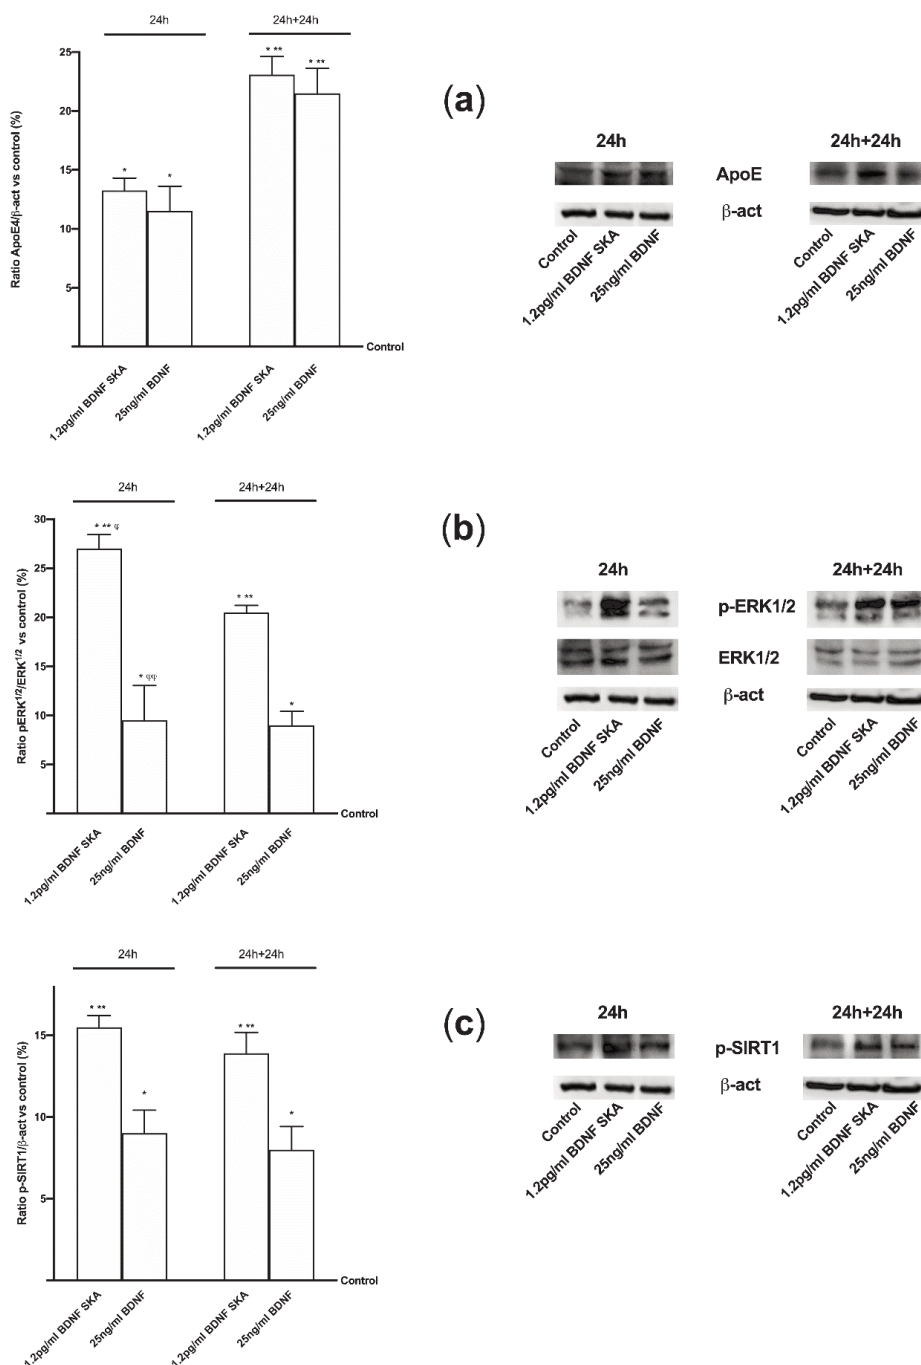 24h
24h+24h
Ratio ApoE4/β-act vs control (%)
25
20
15
10
5
* **
* **
*
*
Control
1.2pg/ml BDNF SKA
25ng/ml BDNF
1.2pg/ml BDNF SKA
25ng/ml BDNF
(a)
24h
24h+24h
ApoE
β-act
Control
1.2pg/ml BDNF SKA
25ng/ml BDNF
Control
1.2pg/ml BDNF SKA
25ng/ml BDNF
24h
24h+24h
Ratio pERK1/2/ERK1/2 vs control (%)
30
25
20
15
10
5
* ** φ
* φφ
* **
*
Control
1.2pg/ml BDNF SKA
25ng/ml BDNF
1.2pg/ml BDNF SKA
25ng/ml BDNF
(b)
24h
24h+24h
p-ERK1/2
ERK1/2
β-act
Control
1.2pg/ml BDNF SKA
25ng/ml BDNF
Control
1.2pg/ml BDNF SKA
25ng/ml BDNF
24h
24h+24h
Ratio p-SIRT1/β-act vs control (%)
15
10
5
* **
*
* **
*
Control
1.2pg/ml BDNF SKA
25ng/ml BDNF
1.2pg/ml BDNF SKA
25ng/ml BDNF
(c)
24h
24h+24h
p-SIRT1
β-act
Control
1.2pg/ml BDNF SKA
25ng/ml BDNF
Control
1.2pg/ml BDNF SKA
25ng/ml BDNF